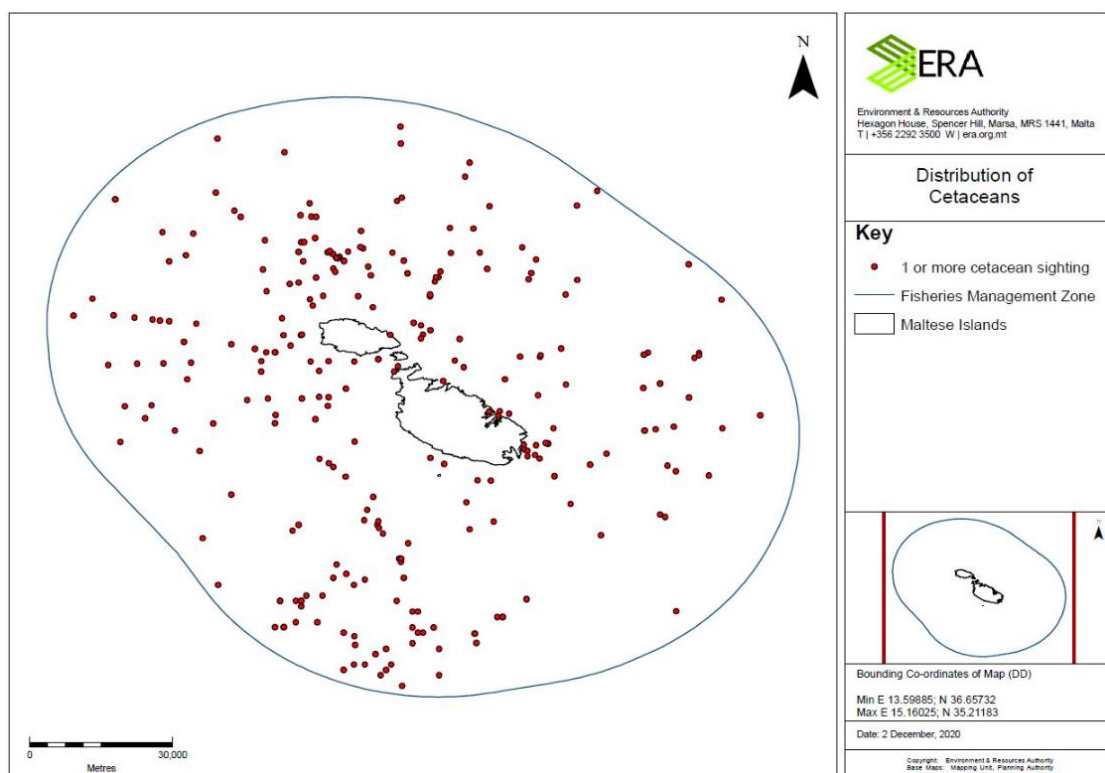 N
0
30,000
Metres
ERA
Environment & Resources Authority
Hexagon House, Spencer Hill, Marsa, MRS 1441, Malta
T | +356 2292 3500 W | era.org.mt
Distribution of
Cetaceans
Key
1 or more cetacean sighting
Fisheries Management Zone
Maltese Islands
N
Bounding Co-ordinates of Map (DD)
Min E 13.59885; N 36.65732
Max E 15.16025; N 35.21183
Date: 2 December, 2020
Copyright: Environment & Resources Authority
Base Maps: Mapping Unit, Planning Authority